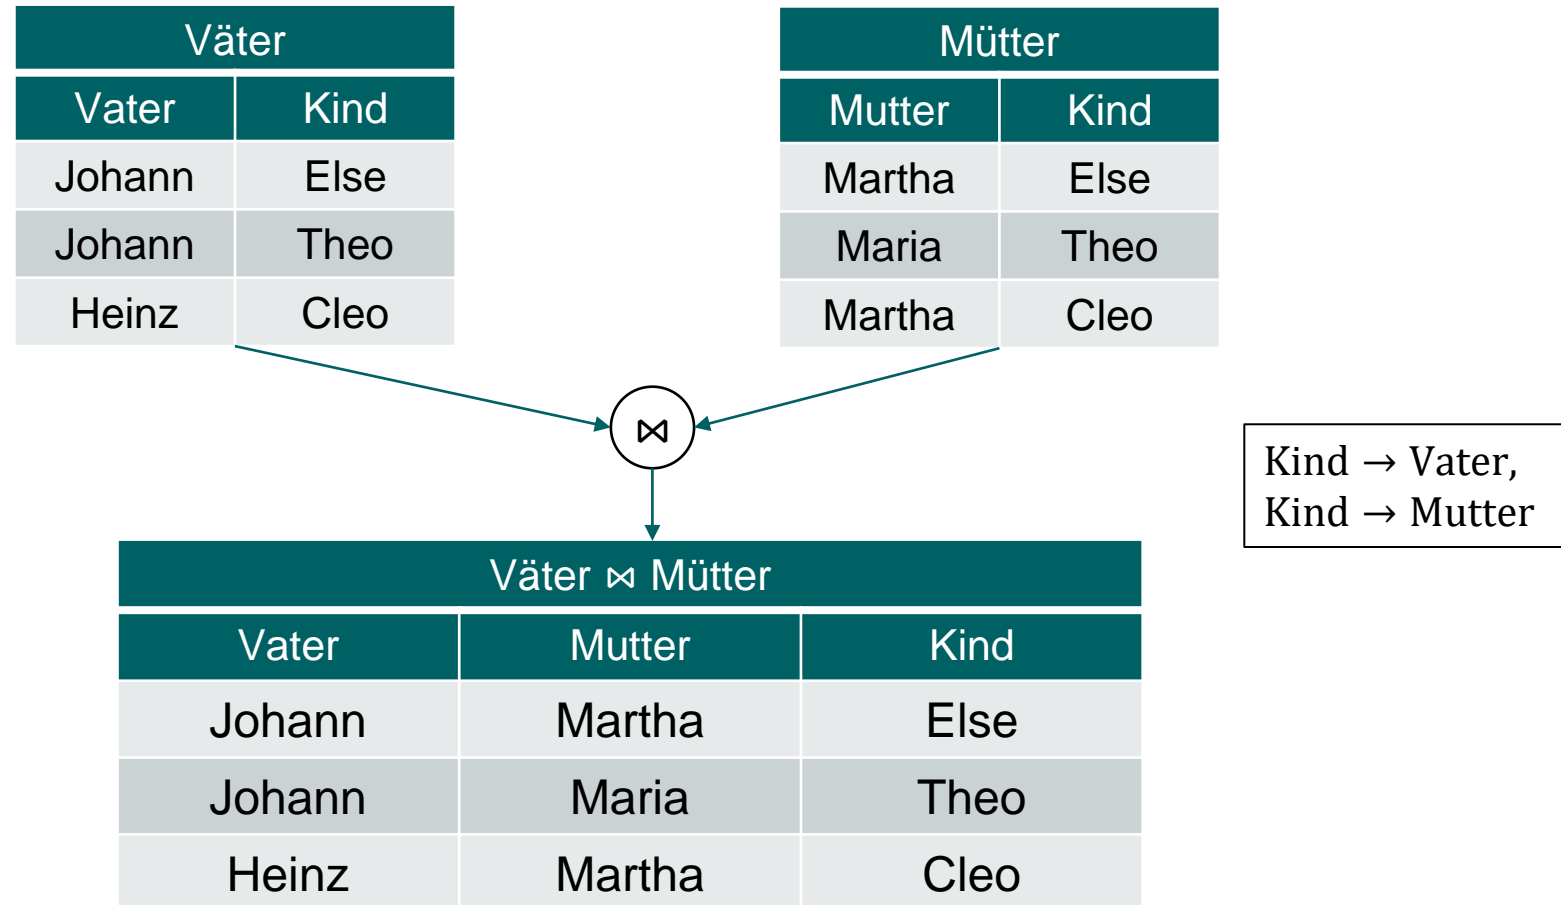 Väter
Vater Kind
Johann Else
Johann Theo
Heinz Cleo
Mütter
Mutter Kind
Martha Else
Maria Theo
Martha Cleo
⋈
Kind → Vater,
Kind → Mutter
Väter ⋈ Mütter
Vater Mutter Kind
Johann Martha Else
Johann Maria Theo
Heinz Martha Cleo